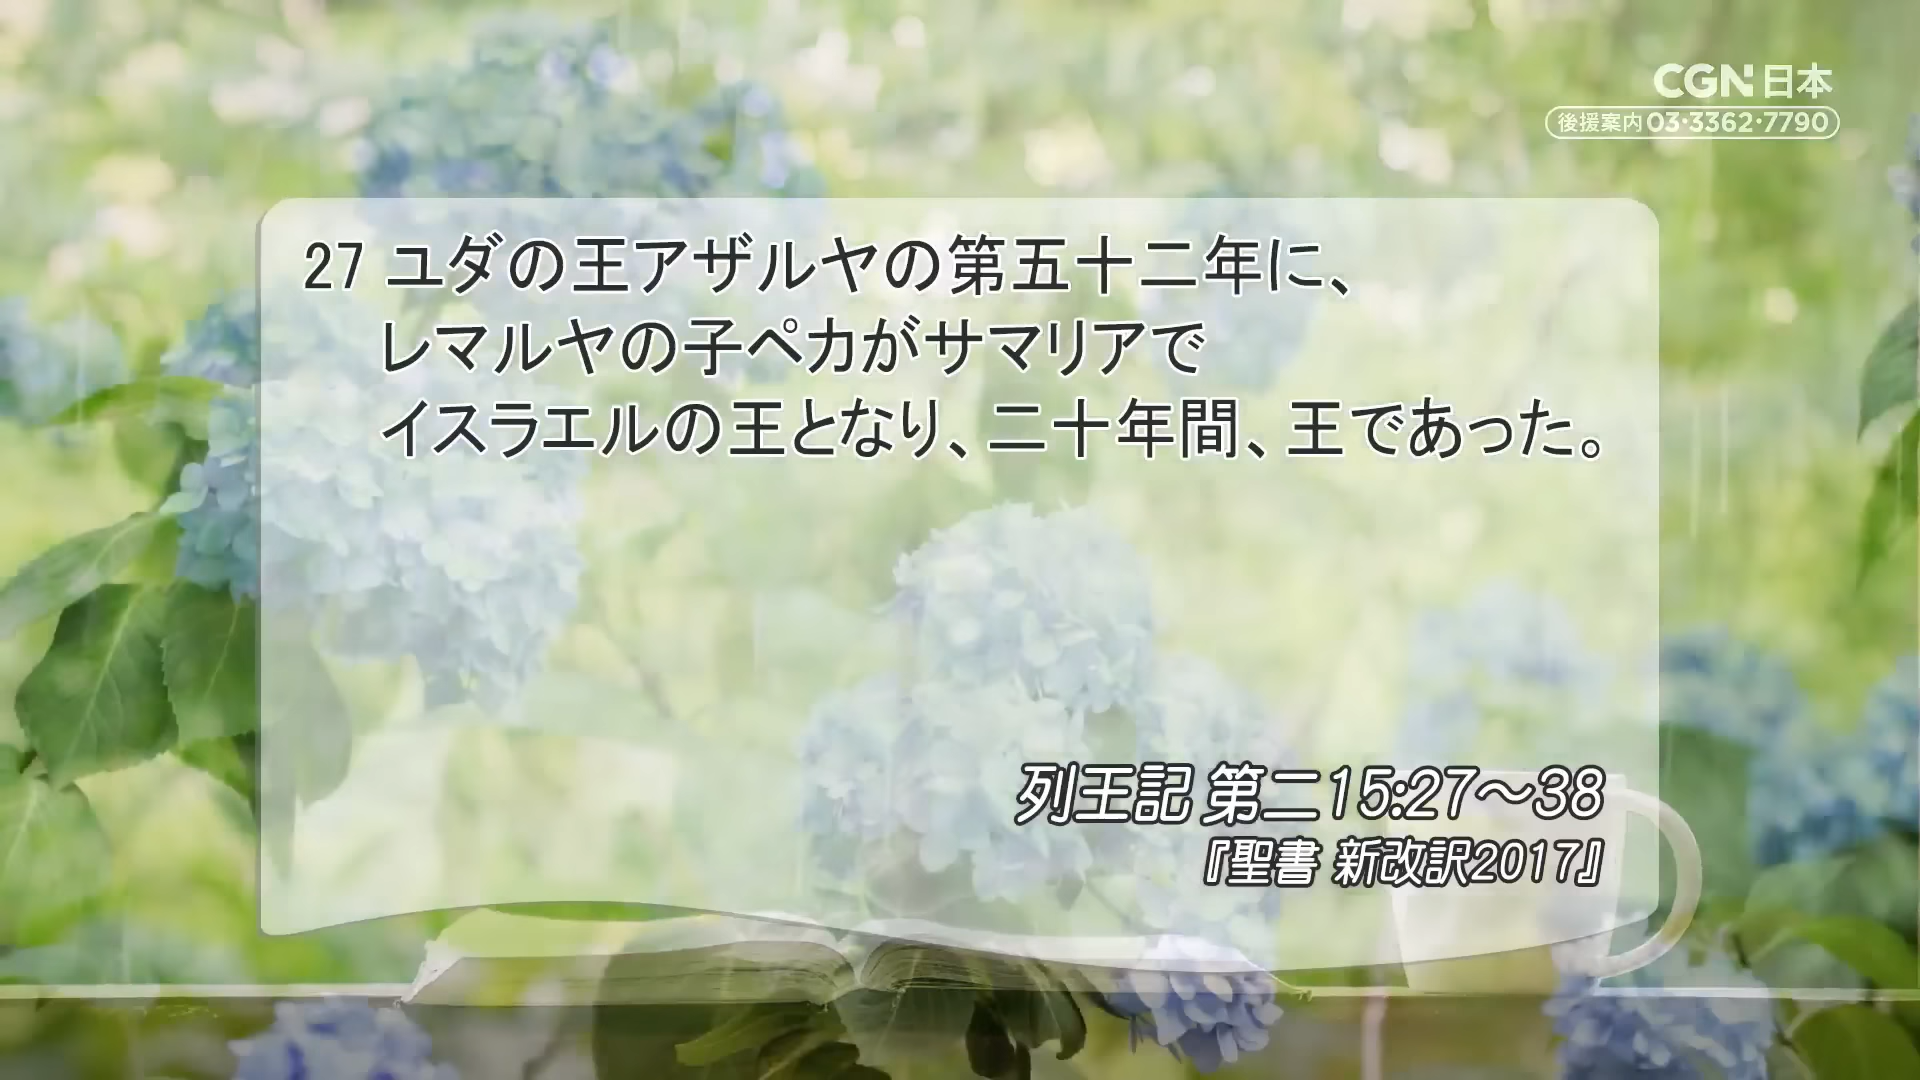 CGN日本
後援案内03・3362・7790
27 ユダの王アザルヤの第五十二年に、
レマルヤの子ペカがサマリアで
イスラエルの王となり、二十年間、王であった。
列王記 第二15:27〜38
『聖書 新改訳2017』